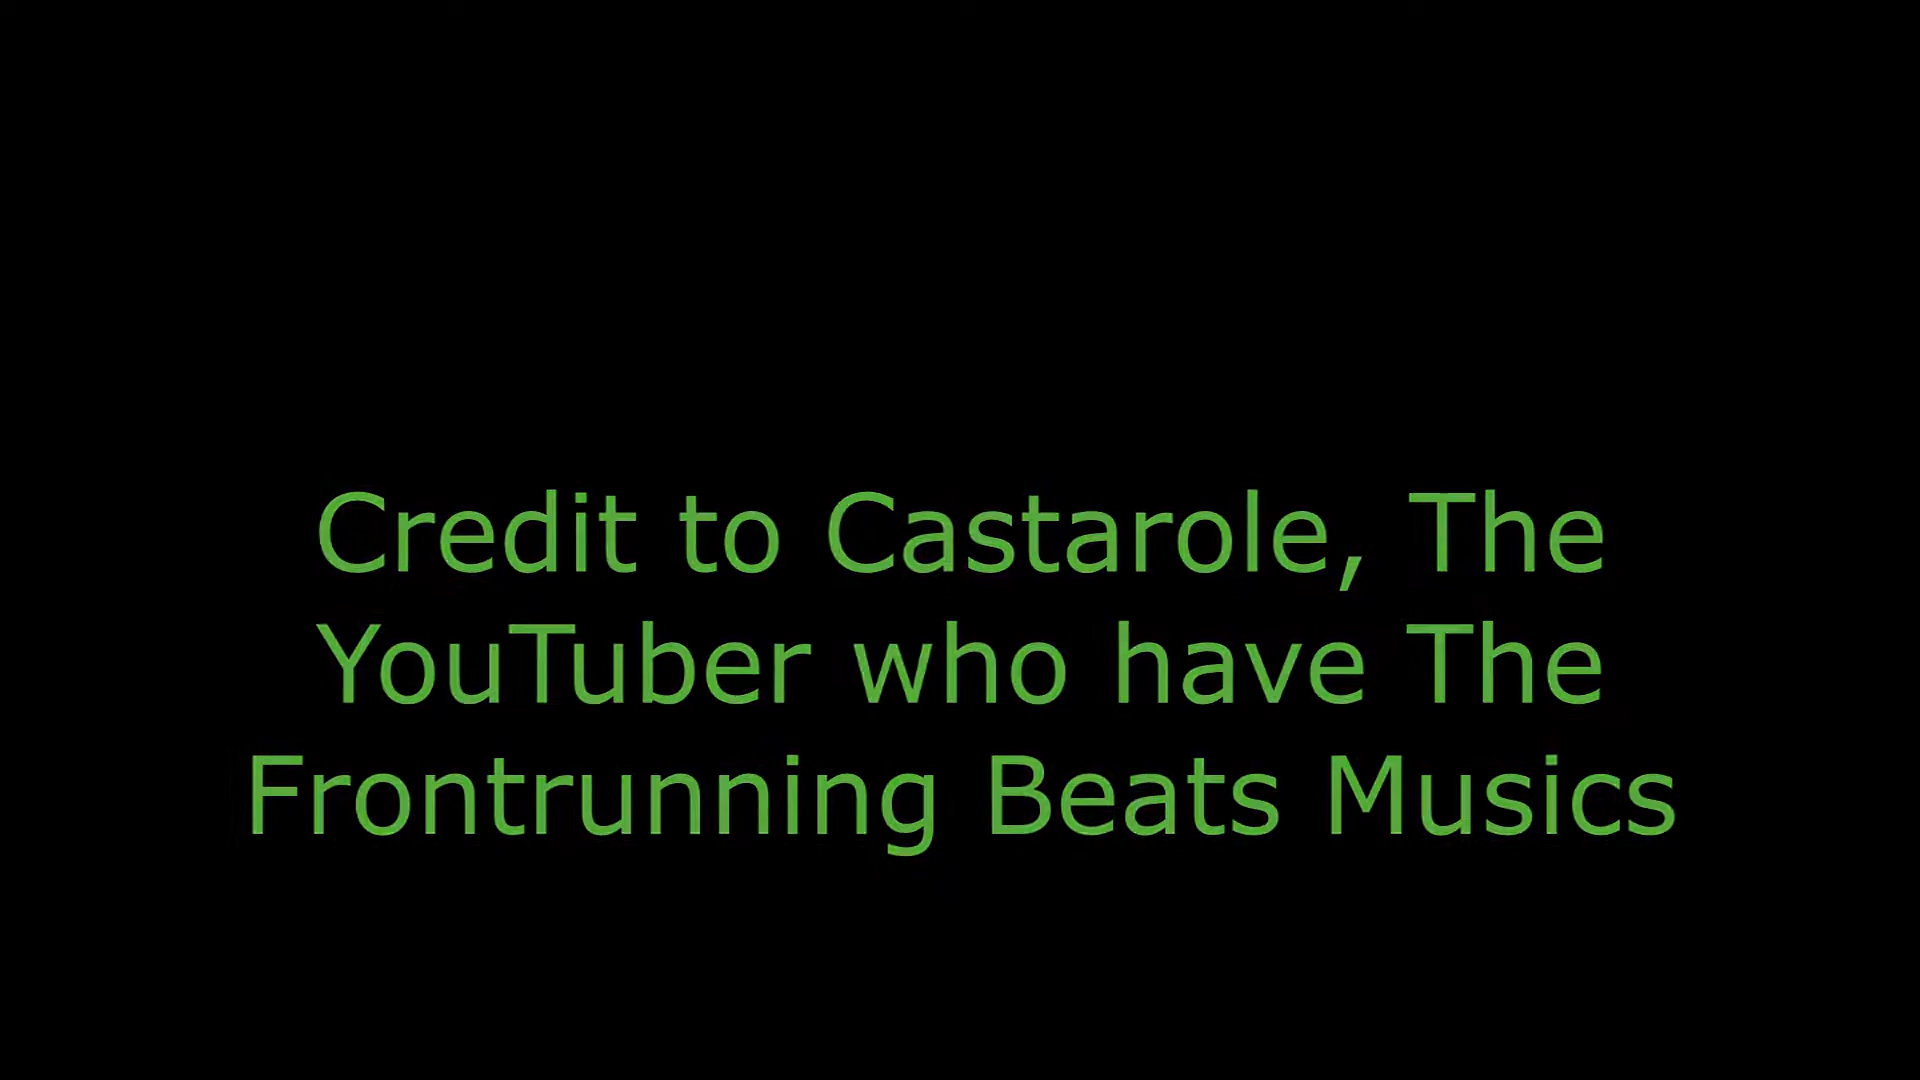 Credit to Castarole, The
YouTuber who have The
Frontrunning Beats Musics